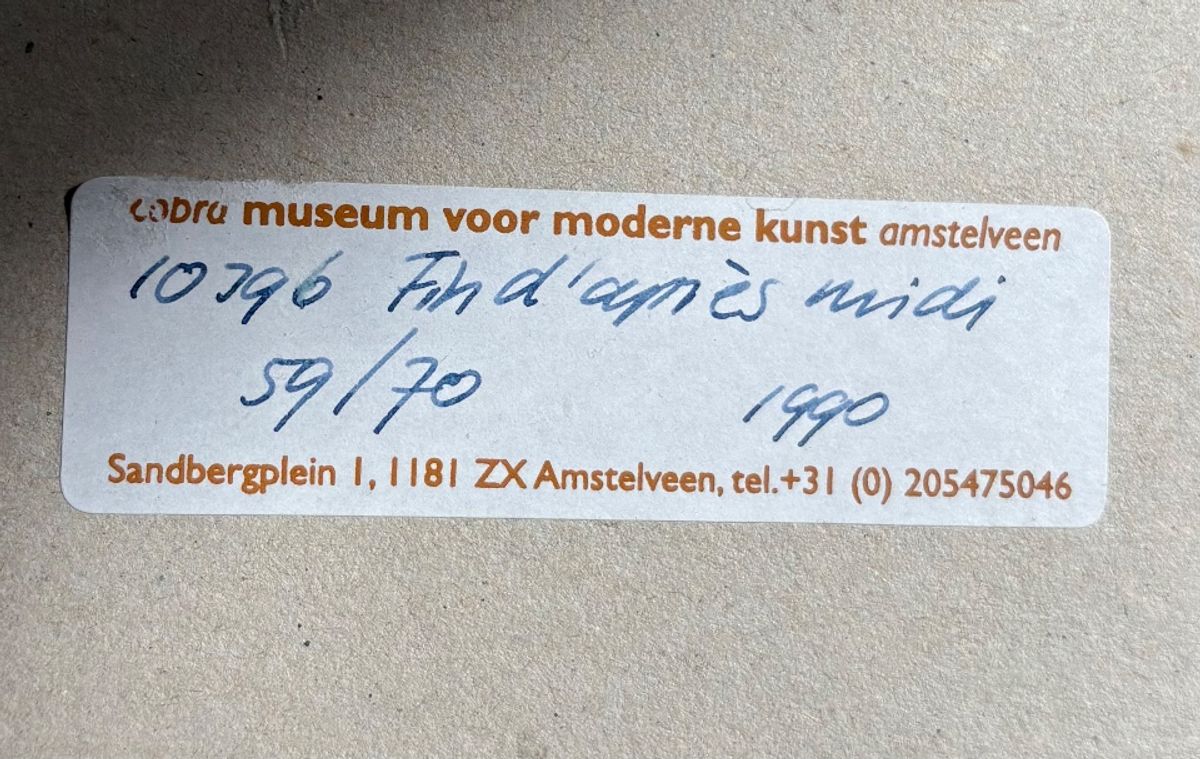 cobra museum voor moderne kunst amstelveen
10396 Fin d'après midi
59/70 1990
Sandbergplein 1, 1181 ZX Amstelveen, tel.+31 (0) 205475046